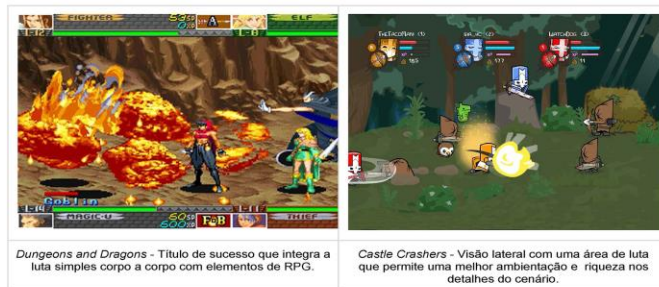 FIGHTER
ELF
Goblin
MAGIC-U
THIEF
Dungeons and Dragons - Título de sucesso que integra a
luta simples corpo a corpo com elementos de RPG.
Castle Crashers - Visão lateral com uma área de luta
que permite uma melhor ambientação e riqueza nos
detalhes do cenário.